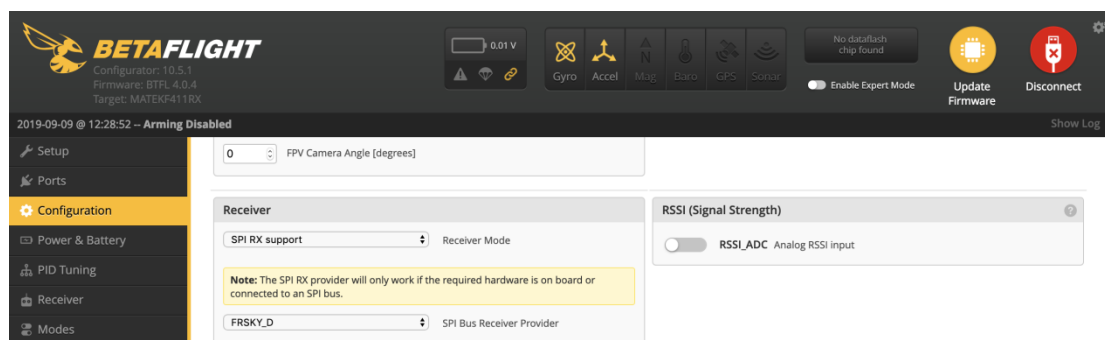 BETAFLIGHT
Configurator: 10.5.1
Firmware: BTFL 4.0.4
Target: MATEKF411RX
0.01 V
Gyro Accel Mag Baro GPS Sonar
No dataflash
chip found
Enable Expert Mode
Update
Firmware
Disconnect
2019-09-09 @ 12:28:52 -- Arming Disabled
Show Log
Setup
0 FPV Camera Angle [degrees]
Ports
Configuration
Receiver
RSSI (Signal Strength)
Power & Battery
SPI RX support Receiver Mode
RSSI_ADC Analog RSSI input
PID Tuning
Note: The SPI RX provider will only work if the required hardware is on board or
connected to an SPI bus.
Receiver
FRSKY_D SPI Bus Receiver Provider
Modes